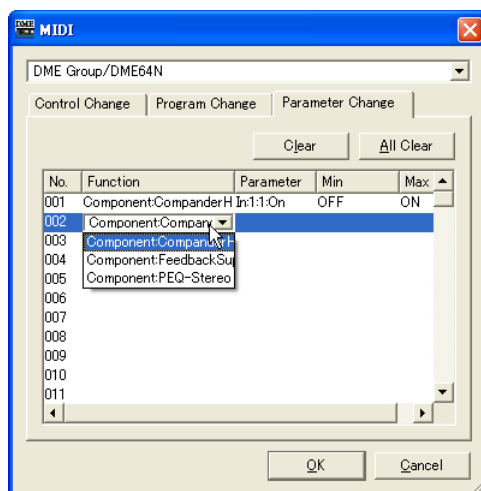 MIDI
DME Group/DME64N
Control Change Program Change Parameter Change
Clear All Clear
No. Function Parameter Min Max
001 Component:CompanderH In:1:1:On OFF ON
002 Component:Compan
003 Component:CompanderH
004 Component:FeedbackSup
005 Component:PEQ-Stereo
006
007
008
009
010
011
OK Cancel